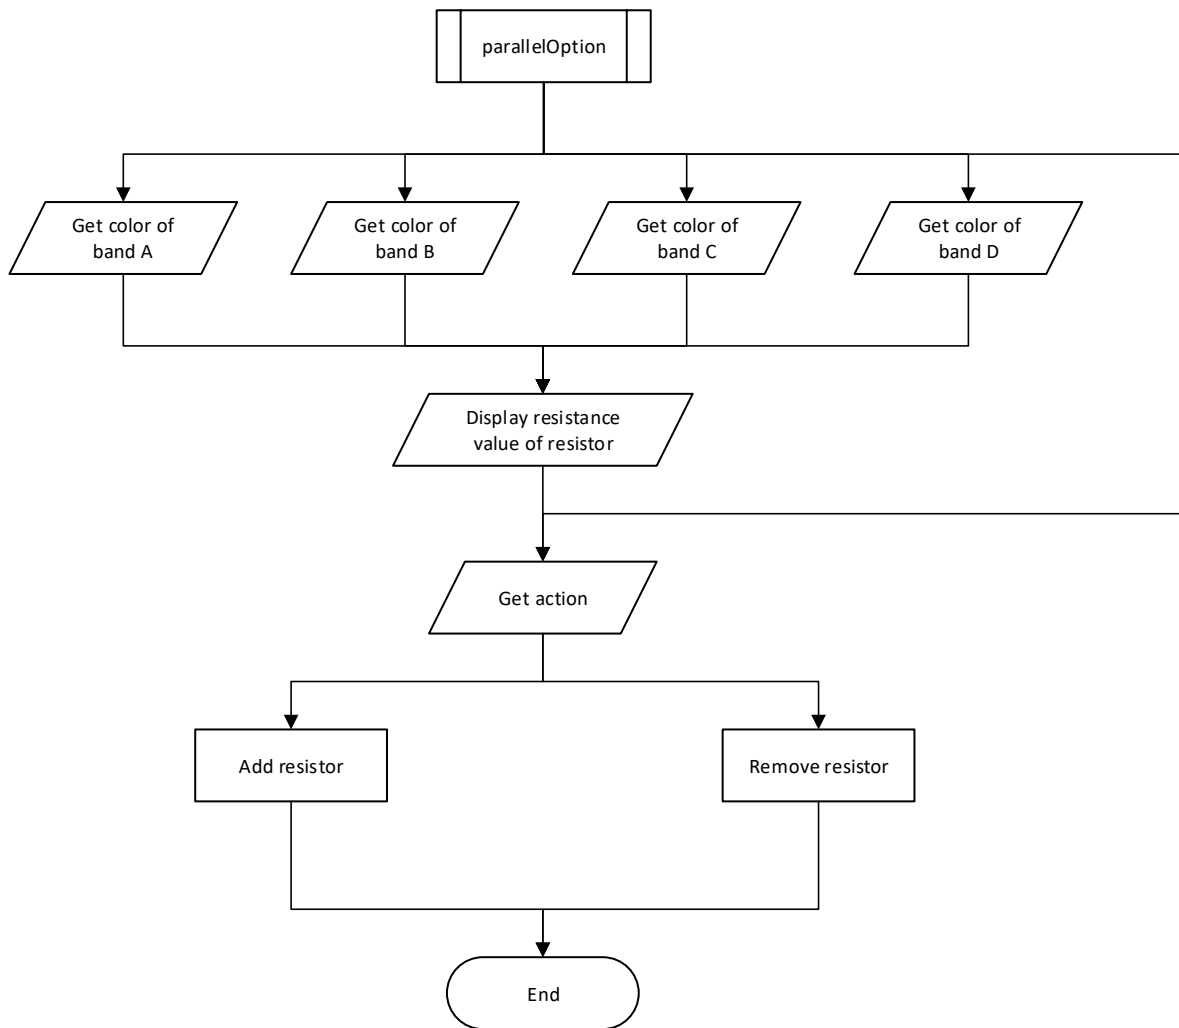 parallelOption
Get color of
band A
Get color of
band B
Get color of
band C
Get color of
band D
Display resistance
value of resistor
Get action
Add resistor
Remove resistor
End